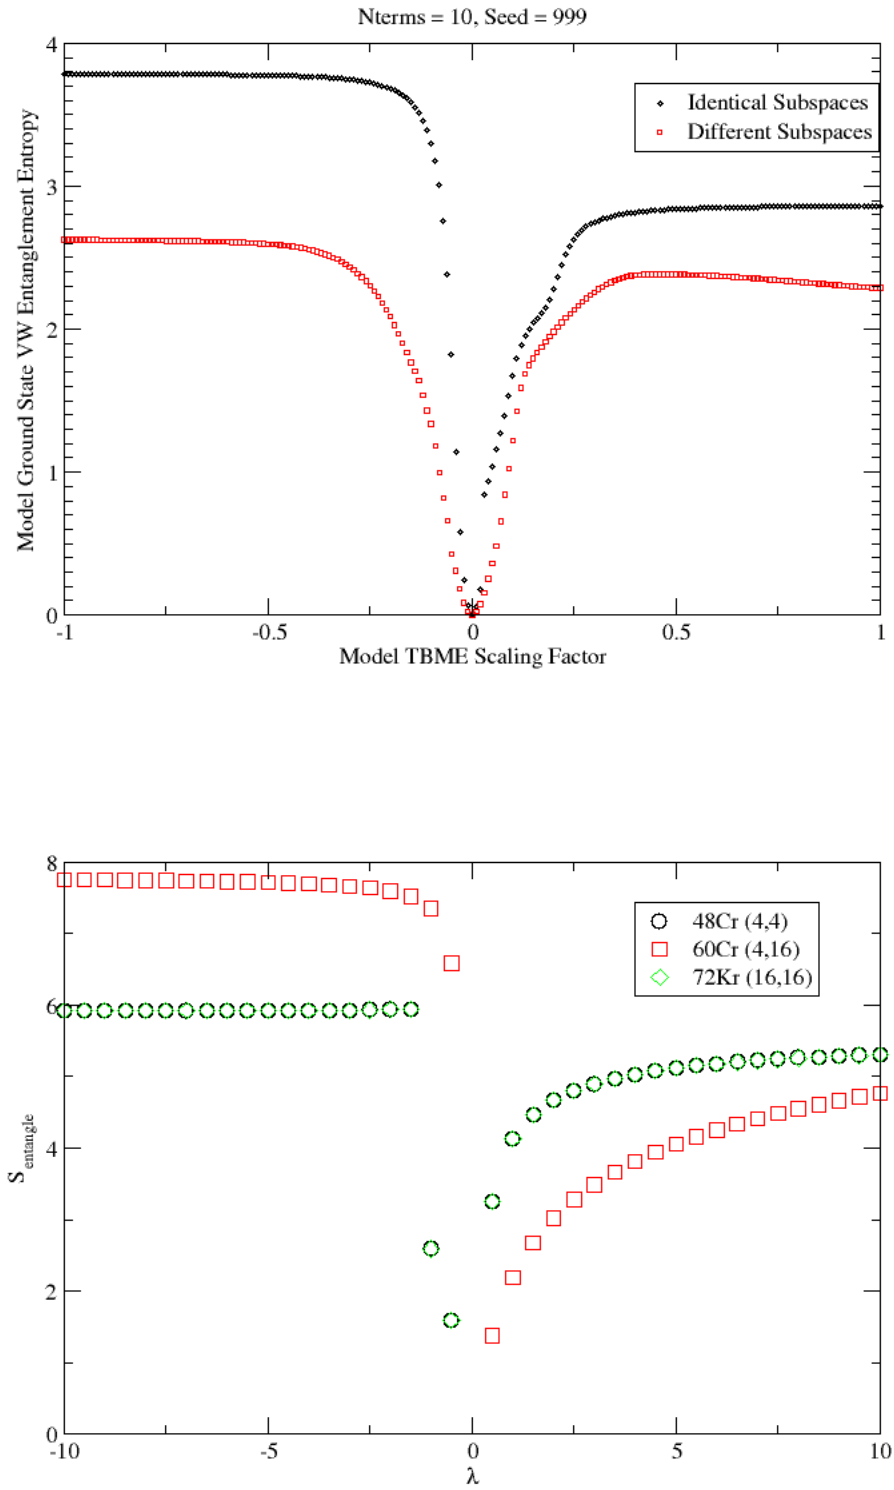 Nterms = 10, Seed = 999
Model Ground State VW Entanglement Entropy
4
3
2
1
0
Identical Subspaces
Different Subspaces
-1
-0.5
0
0.5
1
Model TBME Scaling Factor
S entangle
8
6
4
2
0
48Cr (4,4)
60Cr (4,16)
72Kr (16,16)
-10
-5
0
5
10
λ